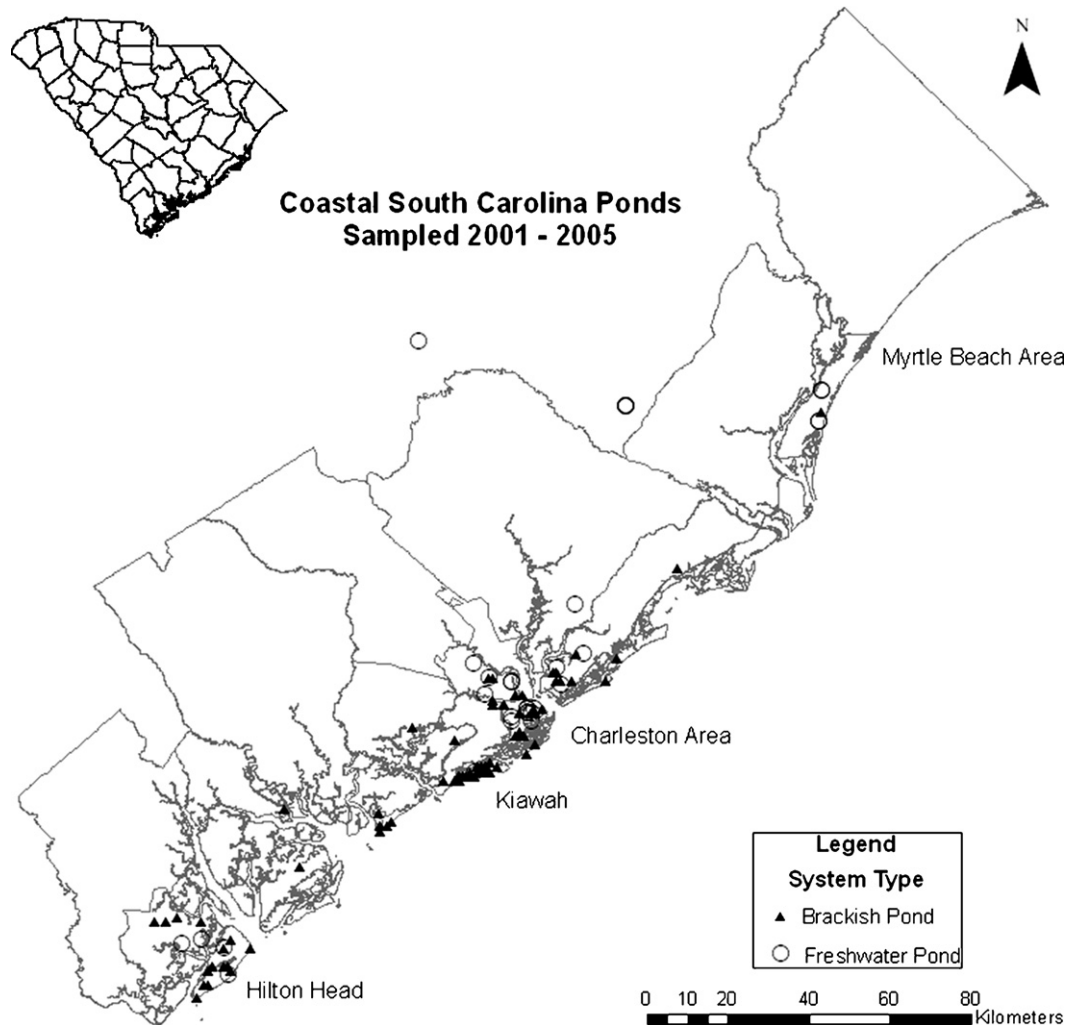 N
Coastal South Carolina Ponds
Sampled 2001 - 2005
Myrtle Beach Area
Charleston Area
Kiawah
Hilton Head
Legend
System Type
Brackish Pond
Freshwater Pond
0 10 20 40 60 80
Kilometers